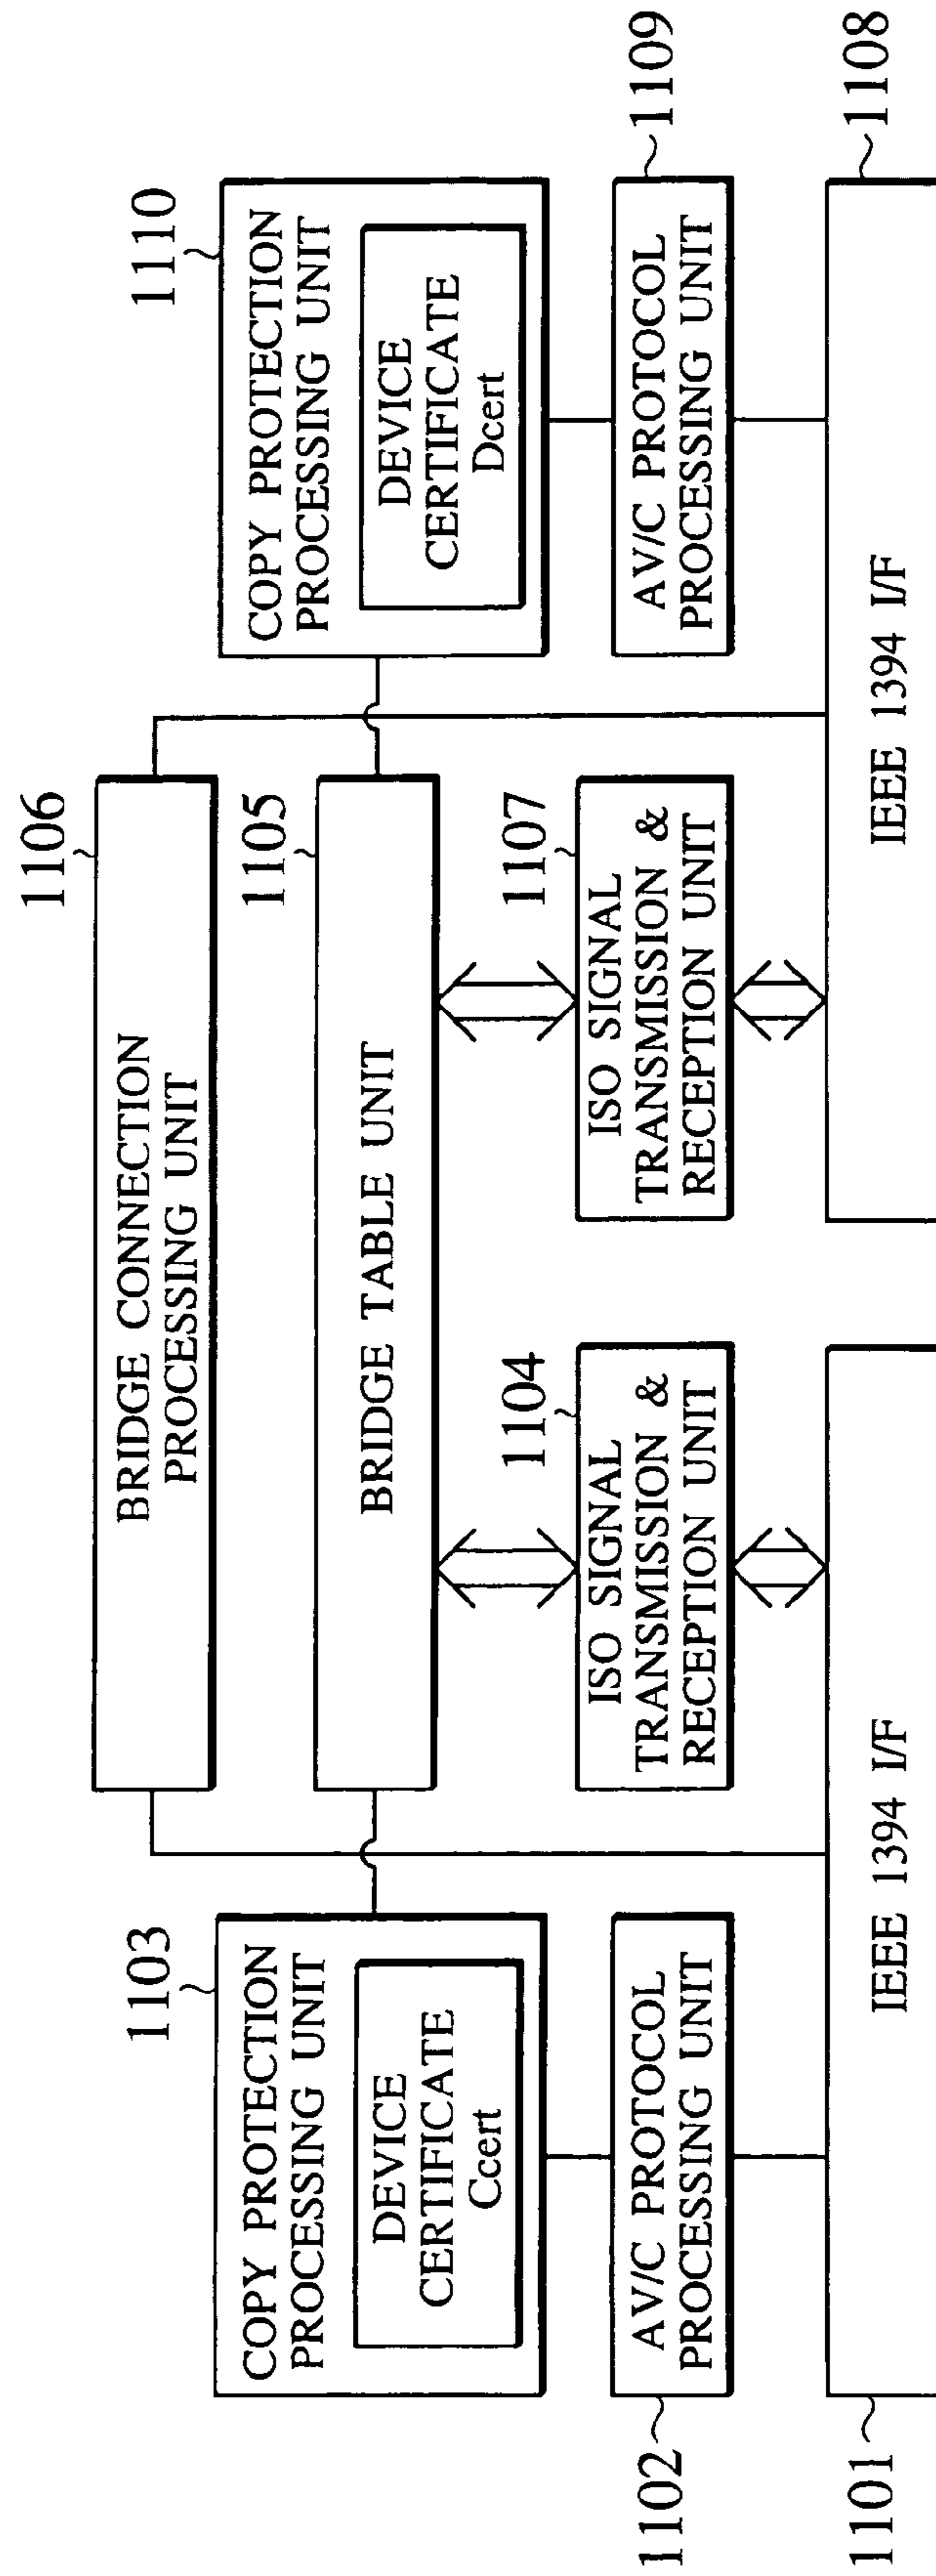 1106
BRIDGE CONNECTION
PROCESSING UNIT
1105
BRIDGE TABLE UNIT
1103
COPY PROTECTION
PROCESSING UNIT
DEVICE
CERTIFICATE
Ccert
1110
COPY PROTECTION
PROCESSING UNIT
DEVICE
CERTIFICATE
Dcert
1102
AV/C PROTOCOL
PROCESSING UNIT
1104
ISO SIGNAL
TRANSMISSION &
RECEPTION UNIT
1107
ISO SIGNAL
TRANSMISSION &
RECEPTION UNIT
1109
AV/C PROTOCOL
PROCESSING UNIT
1101
IEEE 1394 I/F
IEEE 1394 I/F
1108